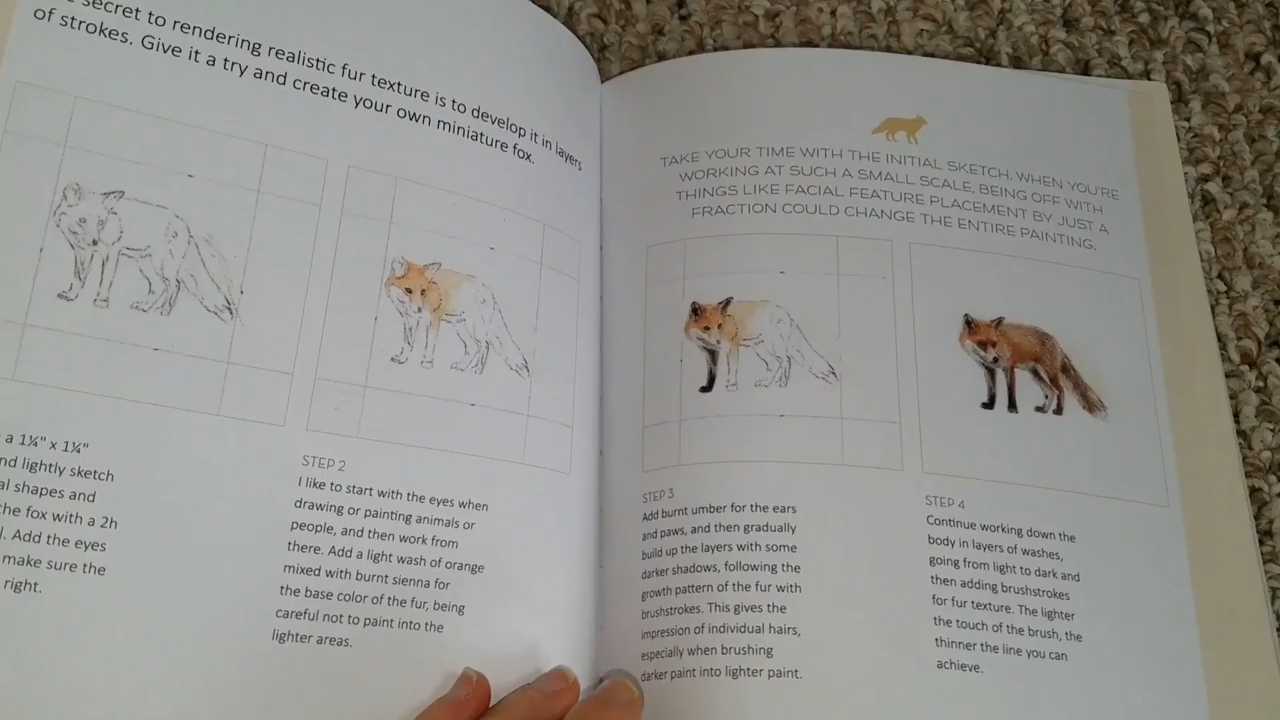 secret to rendering realistic fur texture is to develop it in layers
of strokes. Give it a try and create your own miniature fox.
a 1¼" x 1¼"
lightly sketch
shapes and
the fox with a 2h
Add the eyes
make sure the
right.
STEP 2
I like to start with the eyes when
drawing or painting animals or
people, and then work from
there. Add a light wash of orange
mixed with burnt sienna for
the base color of the fur, being
careful not to paint into the
lighter areas.
TAKE YOUR TIME WITH THE INITIAL SKETCH. WHEN YOU'RE
WORKING AT SUCH A SMALL SCALE, BEING OFF WITH
THINGS LIKE FACIAL FEATURE PLACEMENT BY JUST A
FRACTION COULD CHANGE THE ENTIRE PAINTING.
STEP 3
Add burnt umber for the ears
and paws, and then gradually
build up the layers with some
darker shadows, following the
growth pattern of the fur with
brushstrokes. This gives the
impression of individual hairs,
especially when brushing
darker paint into lighter paint.
STEP 4
Continue working down the
body in layers of washes,
going from light to dark and
then adding brushstrokes
for fur texture. The lighter
the touch of the brush, the
thinner the line you can
achieve.